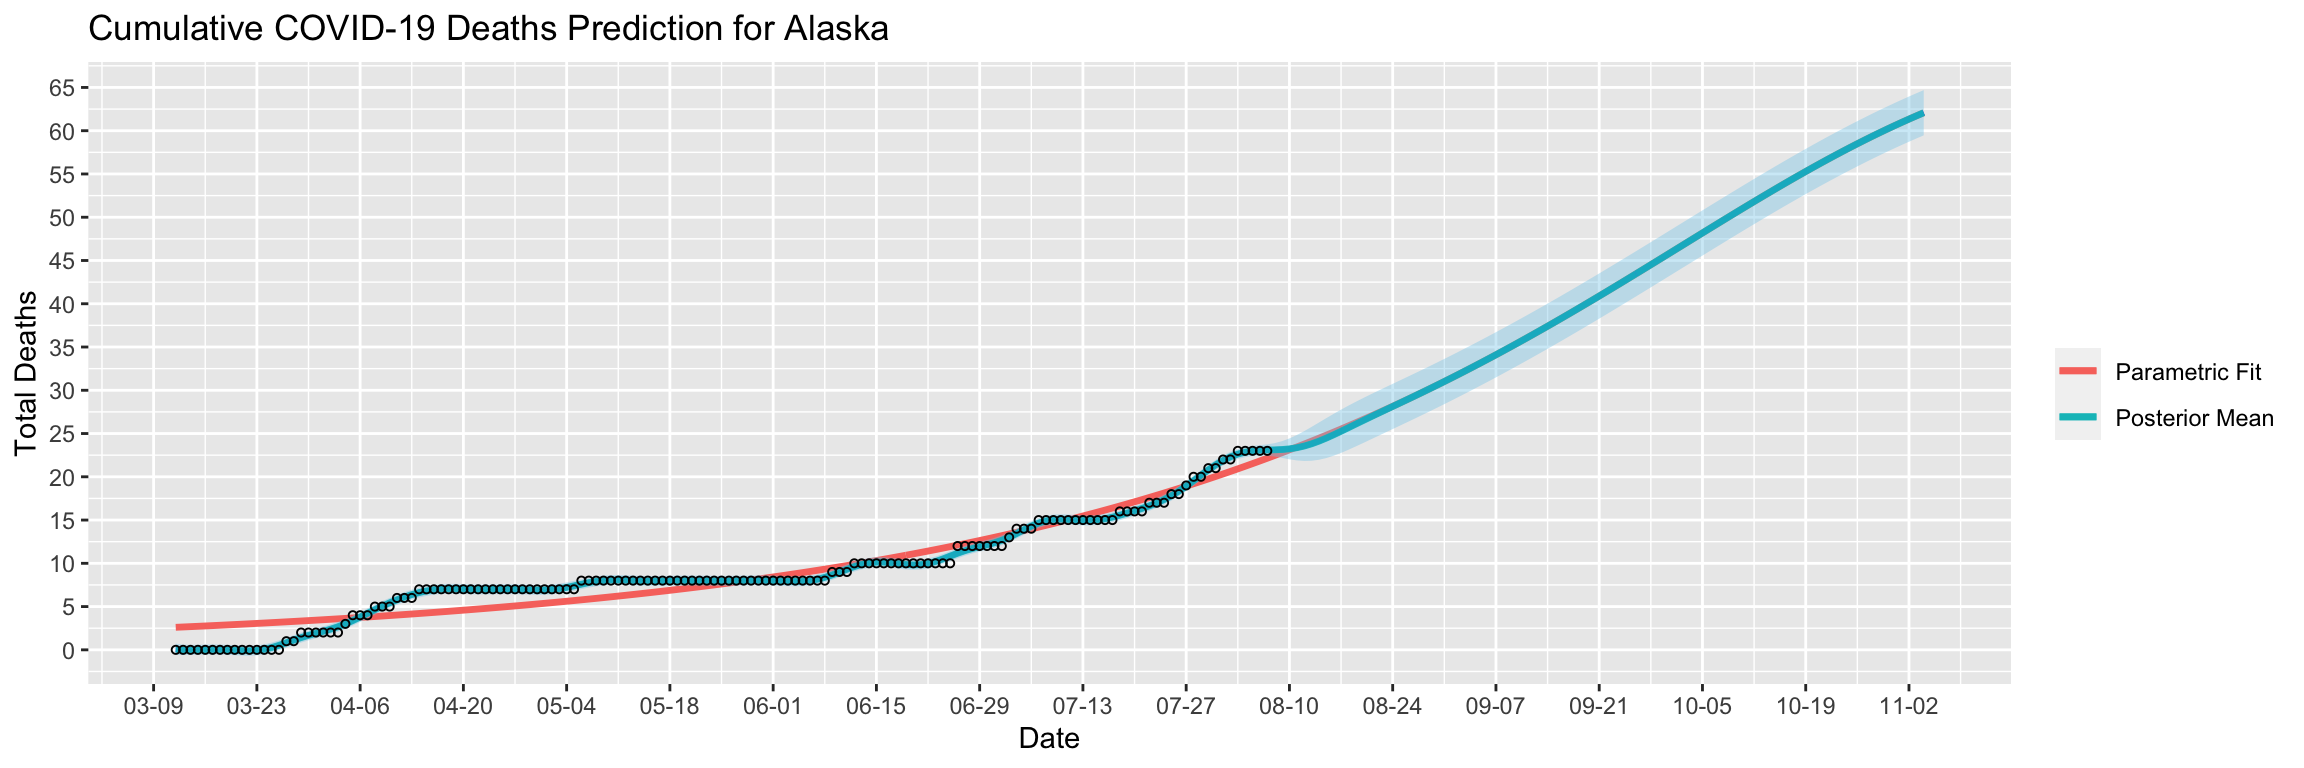 Cumulative COVID-19 Deaths Prediction for Alaska
Total Deaths
65
60
55
50
45
40
35
30
25
20
15
10
5
0
03-09 03-23 04-06 04-20 05-04 05-18 06-01 06-15 06-29 07-13 07-27 08-10 08-24 09-07 09-21 10-05 10-19 11-02
Date
Parametric Fit
Posterior Mean